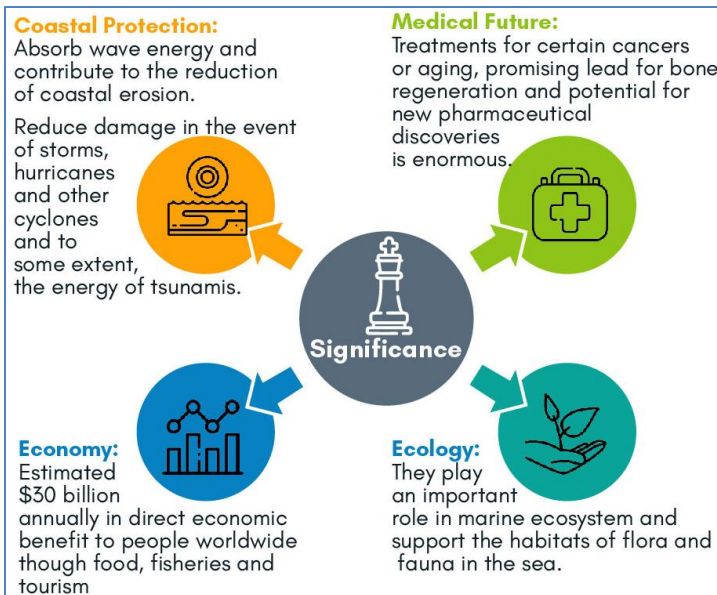 Coastal Protection:
Absorb wave energy and
contribute to the reduction
of coastal erosion.
Reduce damage in the event
of storms,
hurricanes
and other
cyclones
and to
some extent,
the energy of tsunamis.
Medical Future:
Treatments for certain cancers
or aging, promising lead for bone
regeneration and potential for
new pharmaceutical
discoveries
is enormous.
Significance
Economy:
Estimated
$30 billion
annually in direct economic
benefit to people worldwide
though food, fisheries and
tourism
Ecology:
They play
an important
role in marine ecosystem and
support the habitats of flora and
fauna in the sea.